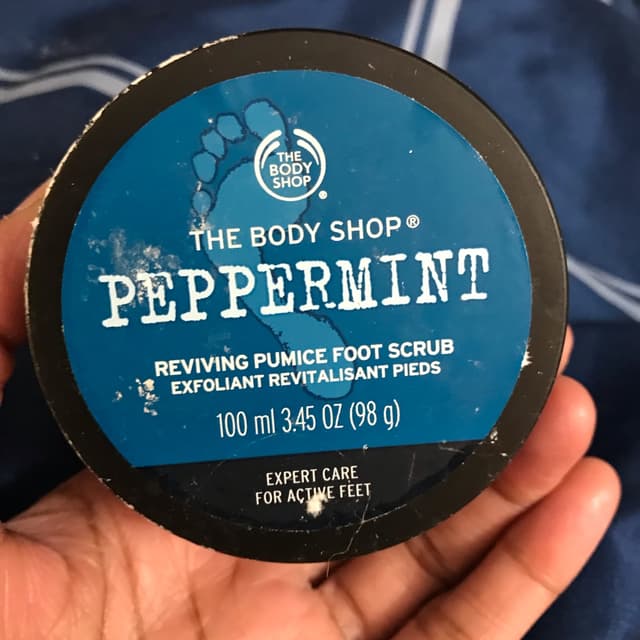 THE
BODY
SHOP
®
THE BODY SHOP®
PEPPERMINT
REVIVING PUMICE FOOT SCRUB
EXFOLIANT REVITALISANT PIEDS
100 ml 3.45 OZ (98 g)
EXPERT CARE
FOR ACTIVE FEET